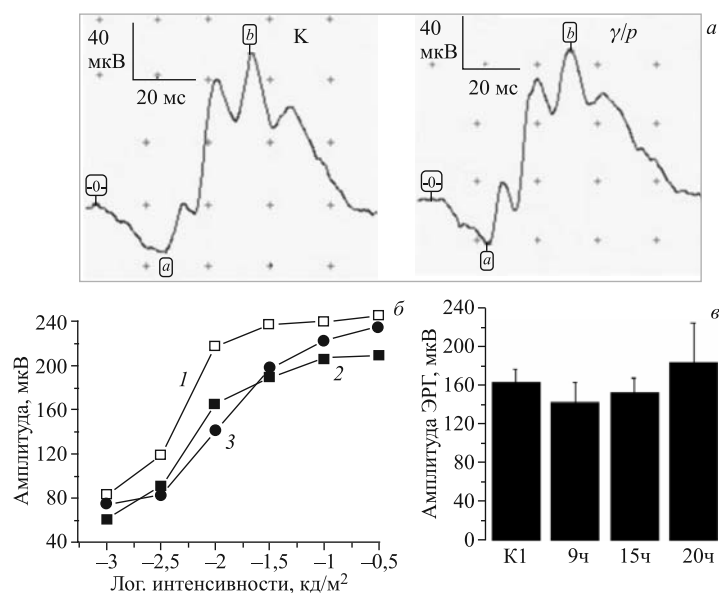 40
мкВ
20 мс
К
b
-0-
a
40
мкВ
20 мс
γ/p
а
b
-0-
a
б
Амплитуда, мкВ
240
200
160
120
80
40
1
2
3
–3
–2,5
–2
–1,5
–1
–0,5
Лог. интенсивности, кд/м²
в
Амплитуда ЭРГ, мкВ
240
200
160
120
80
40
0
К1
9ч
15ч
20ч